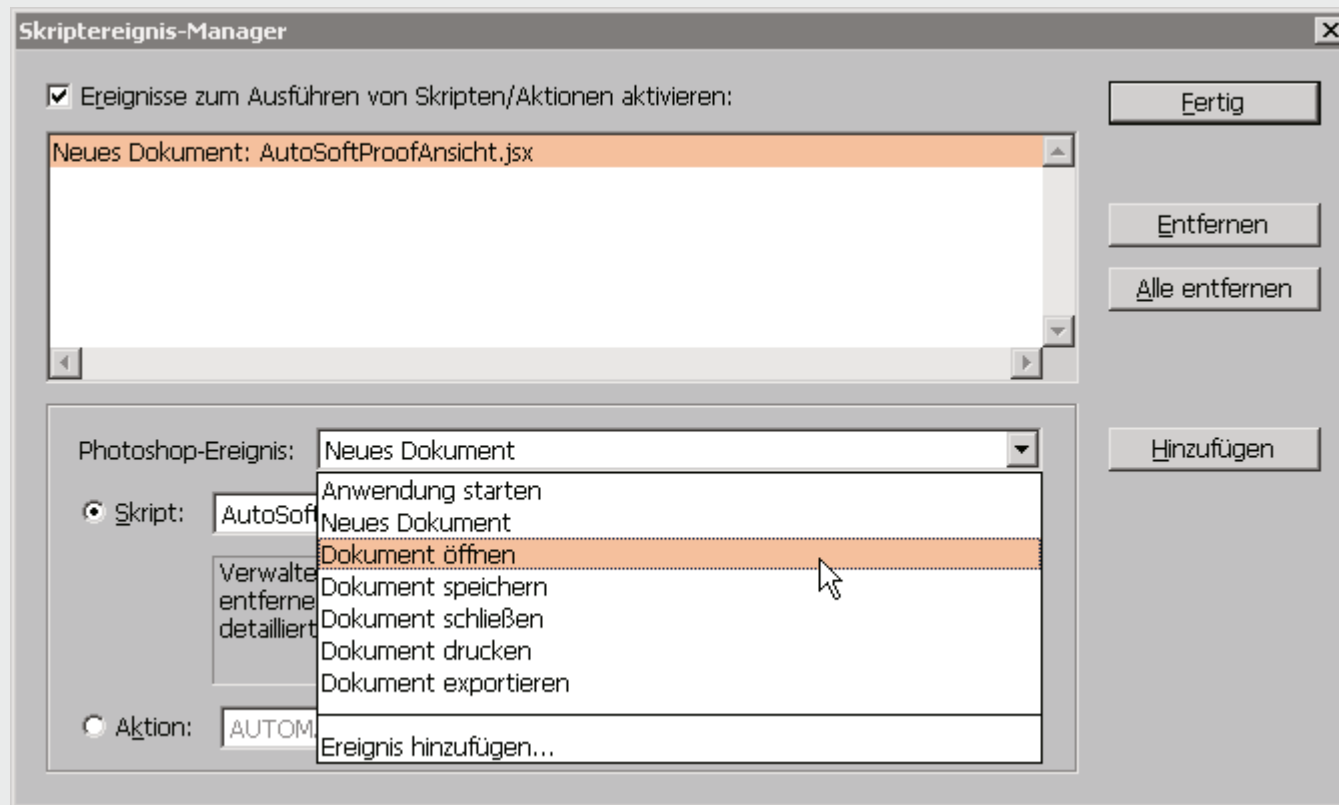 Skriptereignis-Manager
Ereignisse zum Ausführen von Skripten/Aktionen aktivieren:
Fertig
Neues Dokument: AutoSoftProofAnsicht.jsx
Entfernen
Alle entfernen
Photoshop-Ereignis: Neues Dokument
Hinzufügen
Anwendung starten
Skript: AutoSoft
Neues Dokument
Dokument öffnen
Verwalte
Dokument speichern
entferne
Dokument schließen
detailliert
Dokument drucken
Dokument exportieren
Aktion: AUTOM
Ereignis hinzufügen...